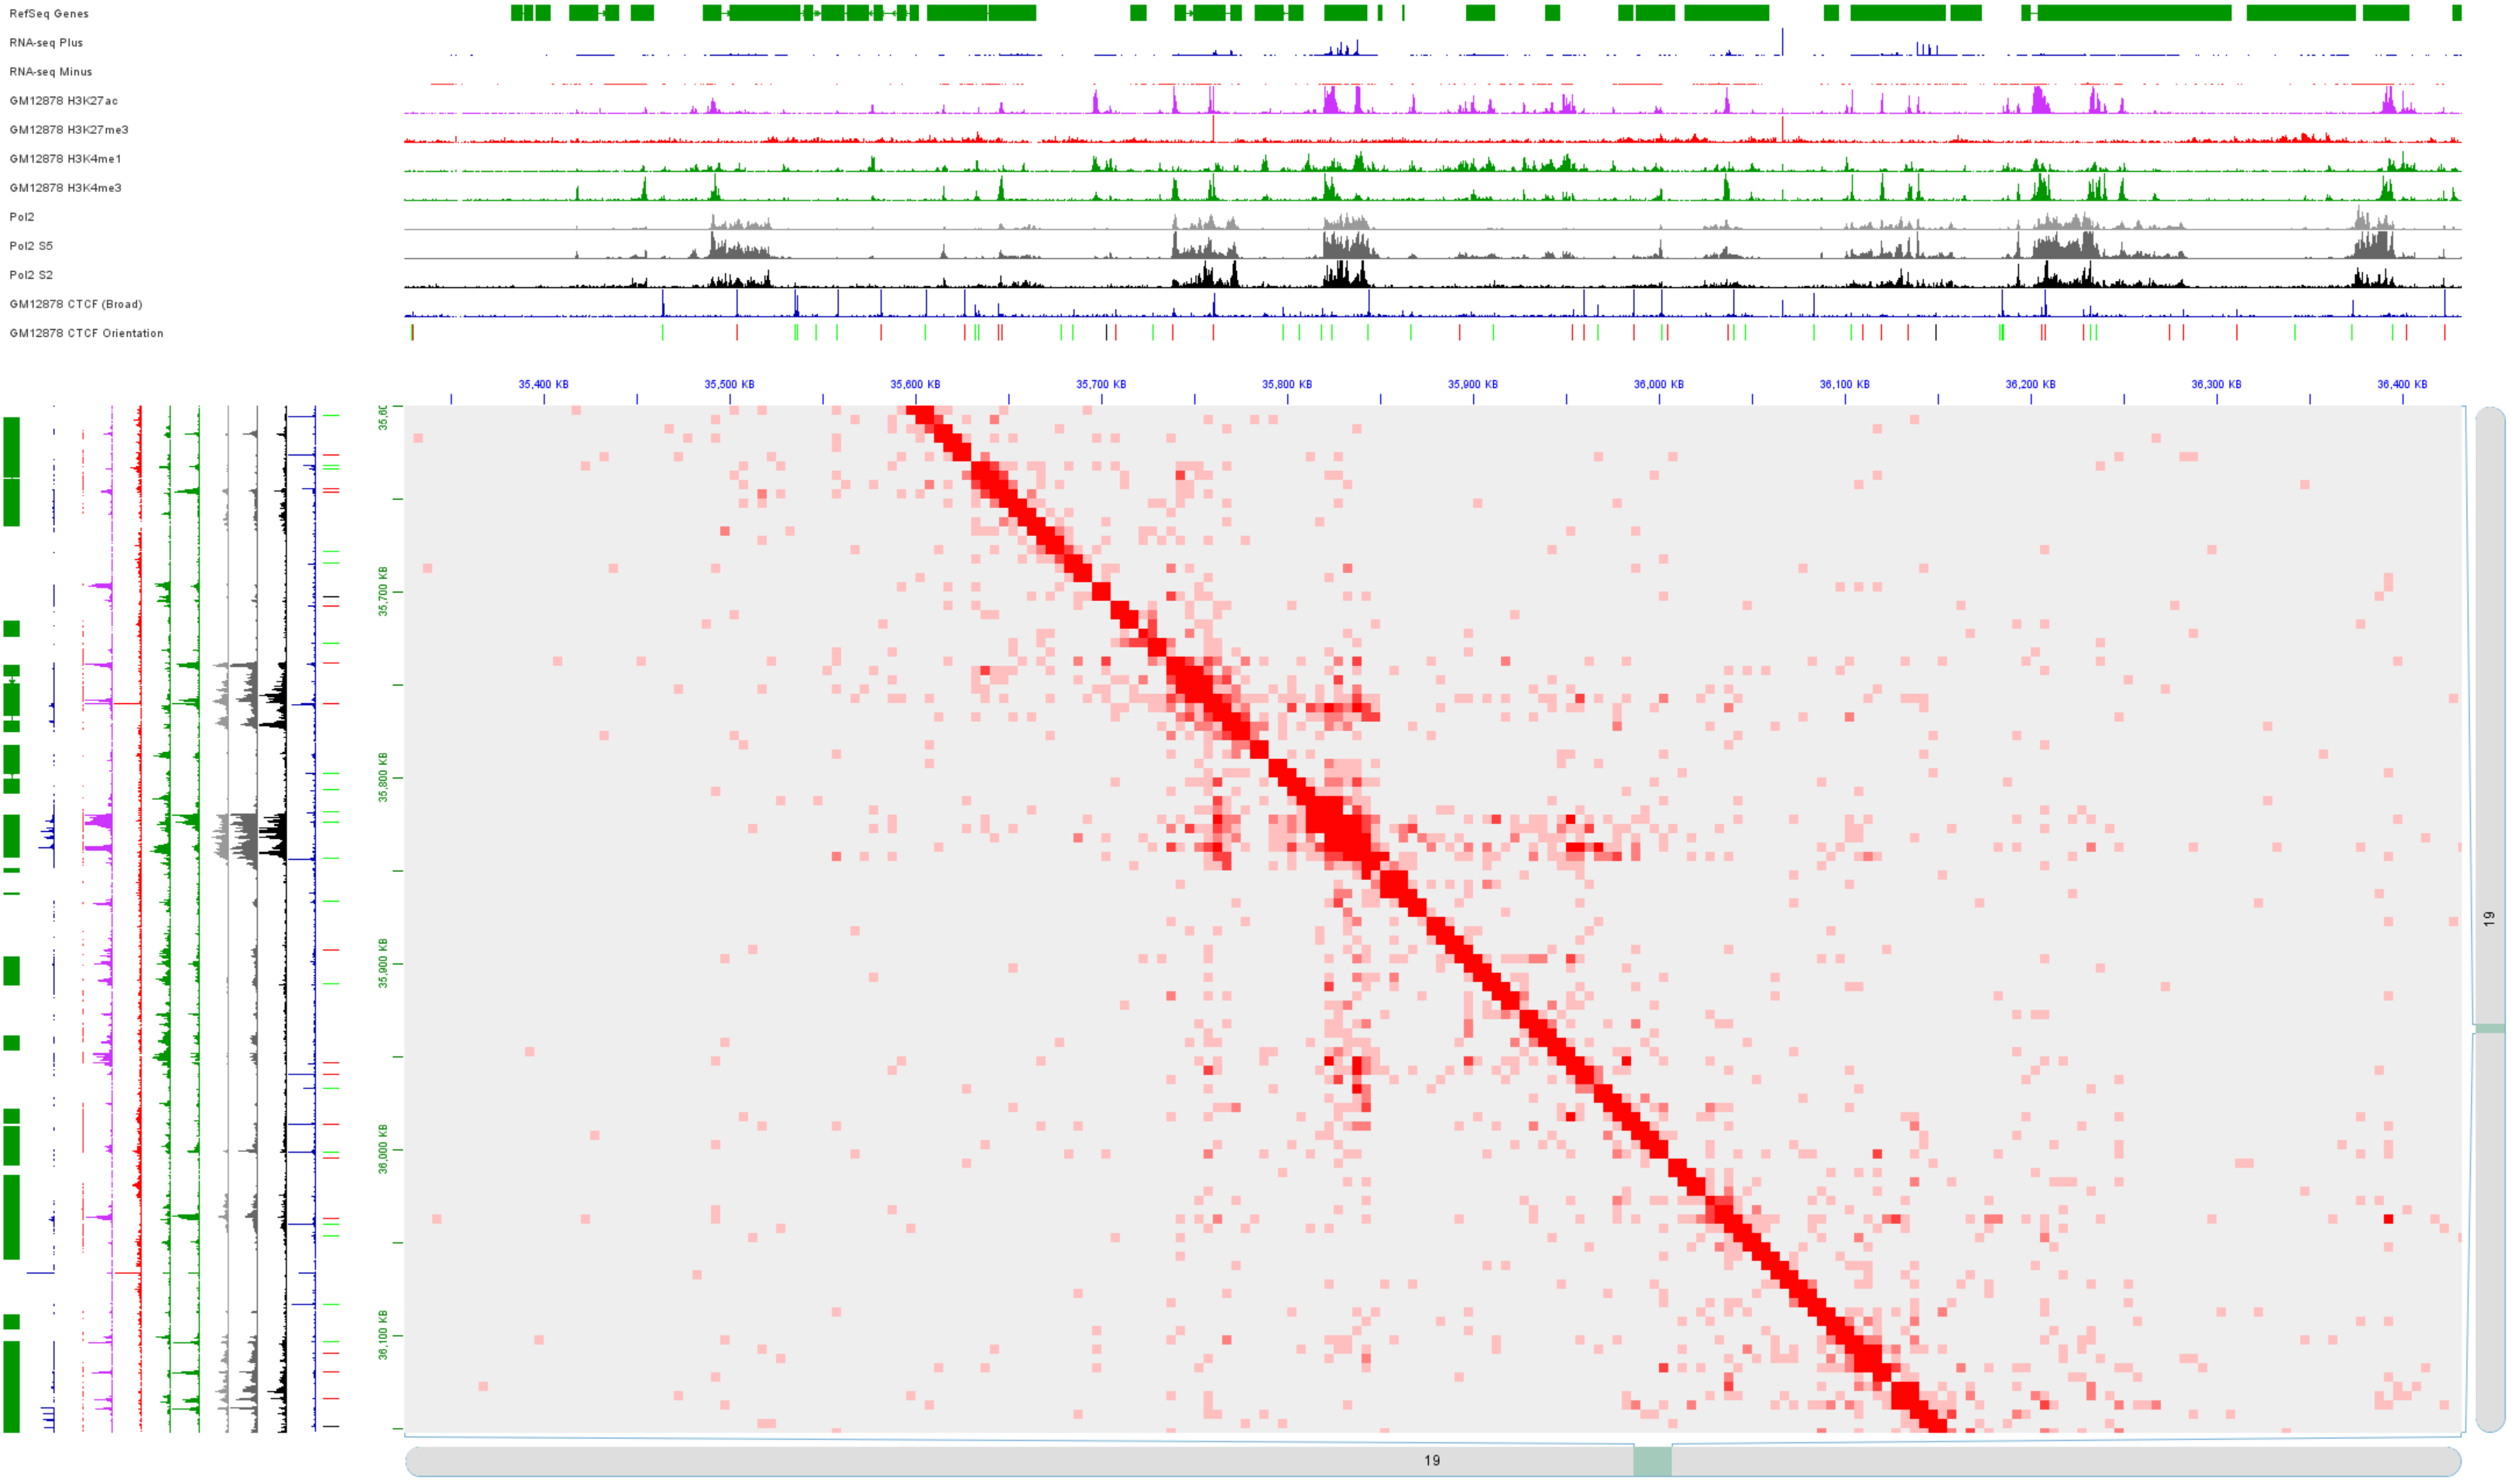 RefSeq Genes
RNA-seq Plus
RNA-seq Minus
GM12878 H3K27ac
GM12878 H3K27me3
GM12878 H3K4me1
GM12878 H3K4me3
Pol2
Pol2 S5
Pol2 S2
GM12878 CTCF (Broad)
GM12878 CTCF Orientation
35,400 KB 35,500 KB 35,600 KB 35,700 KB 35,800 KB 35,900 KB 36,000 KB 36,100 KB 36,200 KB 36,300 KB 36,400 KB
35,60
35,700 KB
35,800 KB
35,900 KB
36,000 KB
36,100 KB
19
19